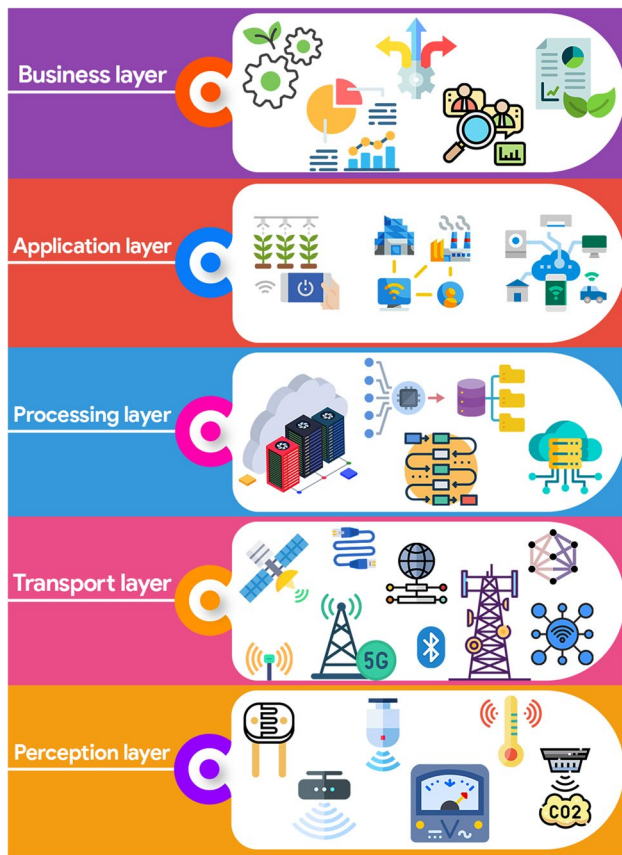 Business layer
Application layer
Processing layer
Transport layer
5G
Perception layer
V
CO2